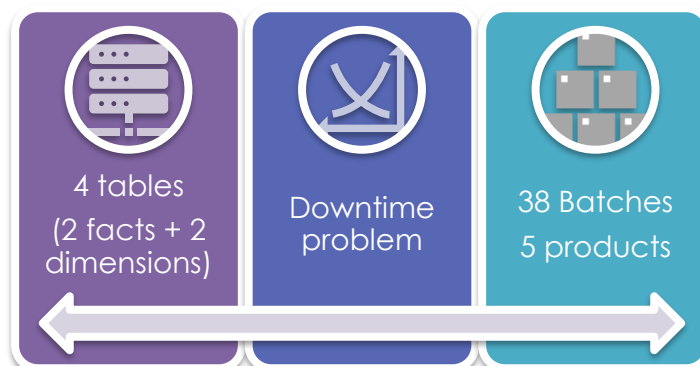 4 tables
(2 facts + 2
dimensions)
Downtime
problem
38 Batches
5 products